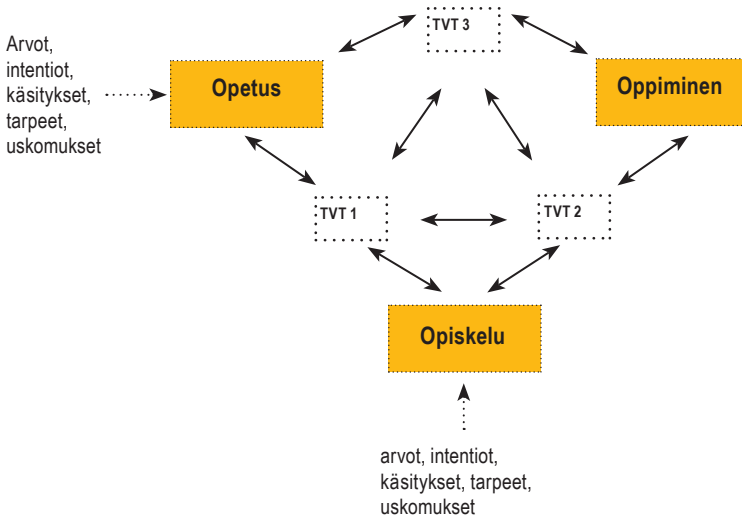 TVT 3
Arvot,
intentiot,
käsitykset,
tarpeet,
uskomukset
Opetus
Oppiminen
TVT 1
TVT 2
Opiskelu
arvot, intentiot,
käsitykset, tarpeet,
uskomukset